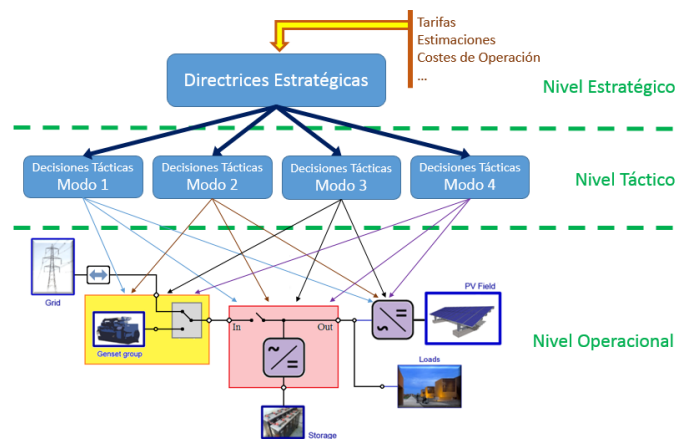 Tarifas
Estimaciones
Costes de Operación
...
Directrices Estratégicas
Nivel Estratégico
Decisiones Tácticas
Modo 1
Decisiones Tácticas
Modo 2
Decisiones Tácticas
Modo 3
Decisiones Tácticas
Modo 4
Nivel Táctico
Grid
Genset group
In
Out
PV Field
Nivel Operacional
Loads
Storage